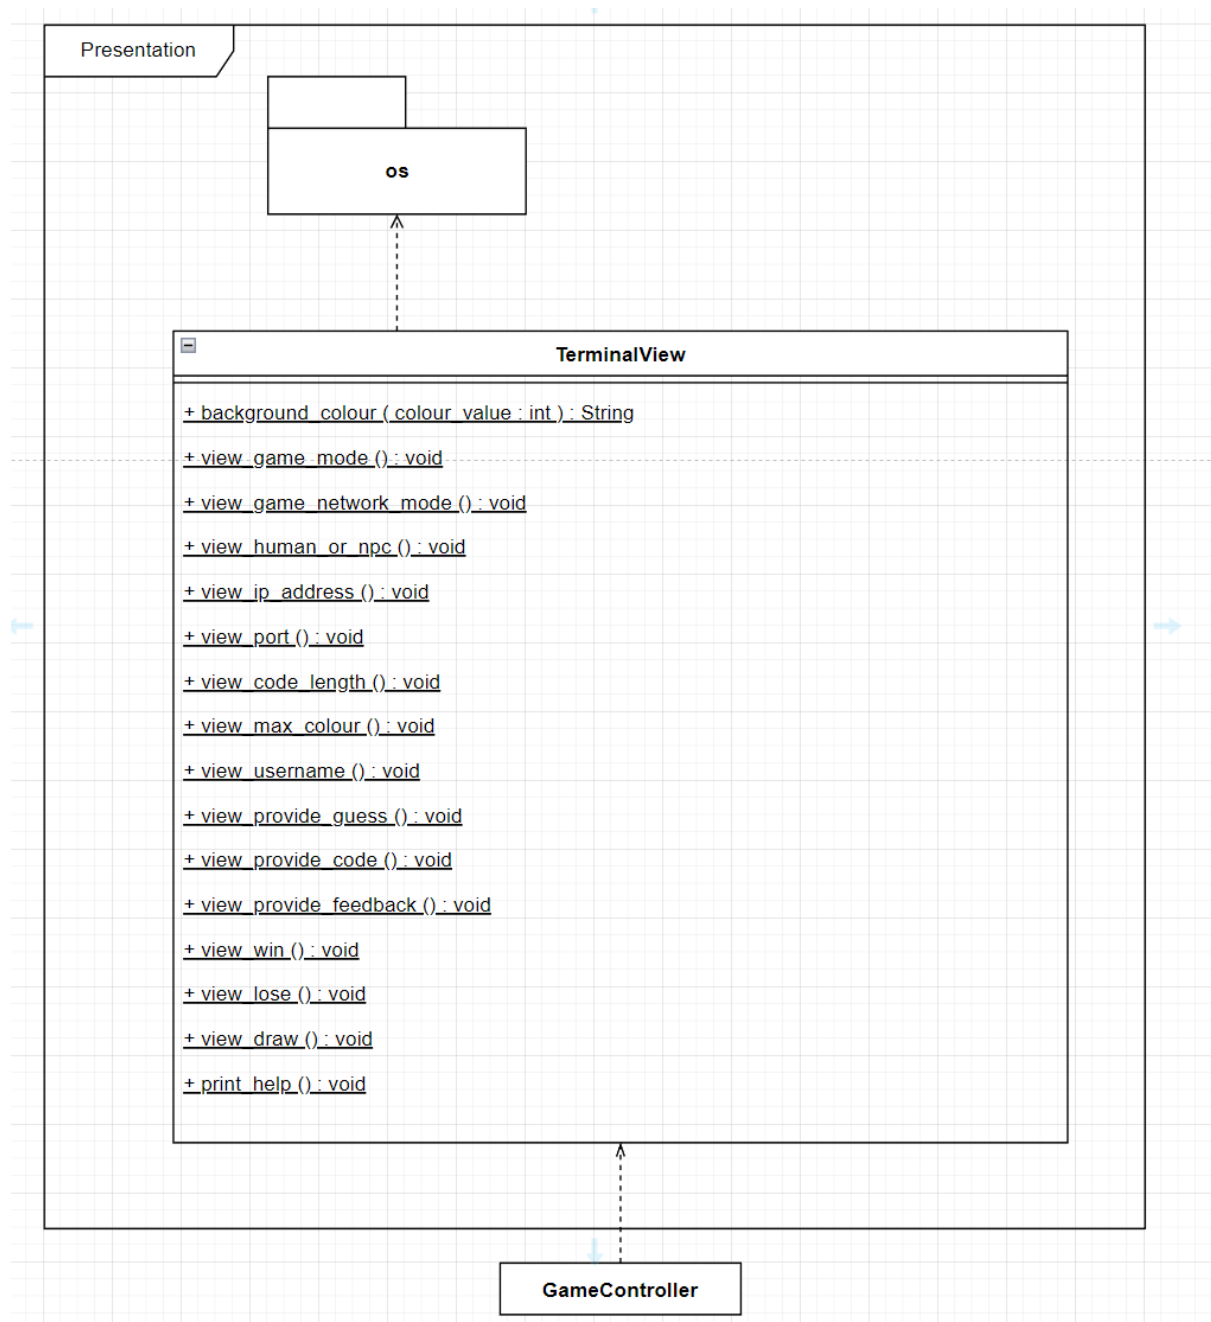 Presentation
os
TerminalView
+ background_colour ( colour_value : int ) : String
+ view_game_mode () : void
+ view_game_network_mode () : void
+ view_human_or_npc () : void
+ view_ip_address () : void
+ view_port () : void
+ view_code_length () : void
+ view_max_colour () : void
+ view_username () : void
+ view_provide_guess () : void
+ view_provide_code () : void
+ view_provide_feedback () : void
+ view_win () : void
+ view_lose () : void
+ view_draw () : void
+ print_help () : void
GameController